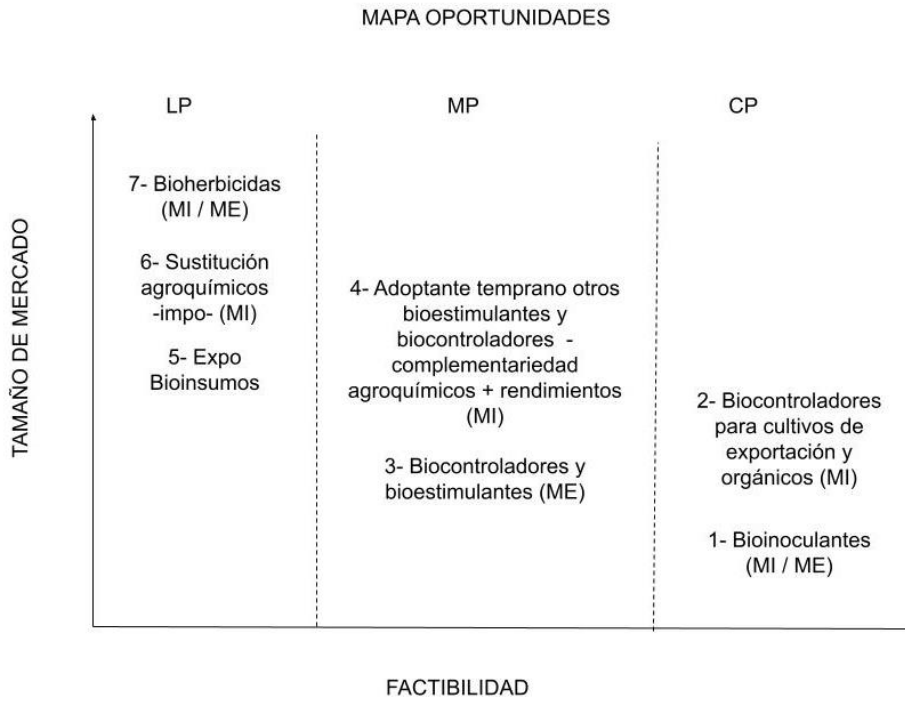 MAPA OPORTUNIDADES
LP
MP
CP
TAMAÑO DE MERCADO
7- Bioherbicidas
(MI / ME)
6- Sustitución
agroquímicos
-impo- (MI)
5- Expo
Bioinsumos
4- Adoptante temprano otros
bioestimulantes y
biocontroladores -
complementariedad
agroquímicos + rendimientos
(MI)
3- Biocontroladores y
bioestimulantes (ME)
2- Biocontroladores
para cultivos de
exportación y
orgánicos (MI)
1- Bioinoculantes
(MI / ME)
FACTIBILIDAD